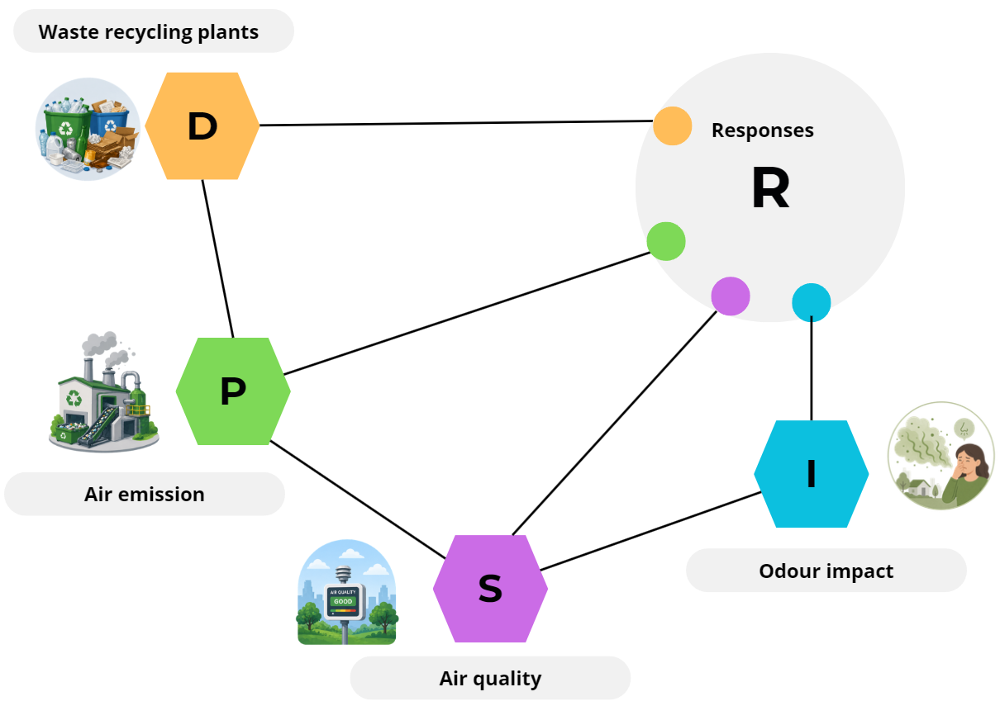 Waste recycling plants
D
Responses
R
P
Air emission
I
Odour impact
AIR QUALITY
GOOD
S
Air quality